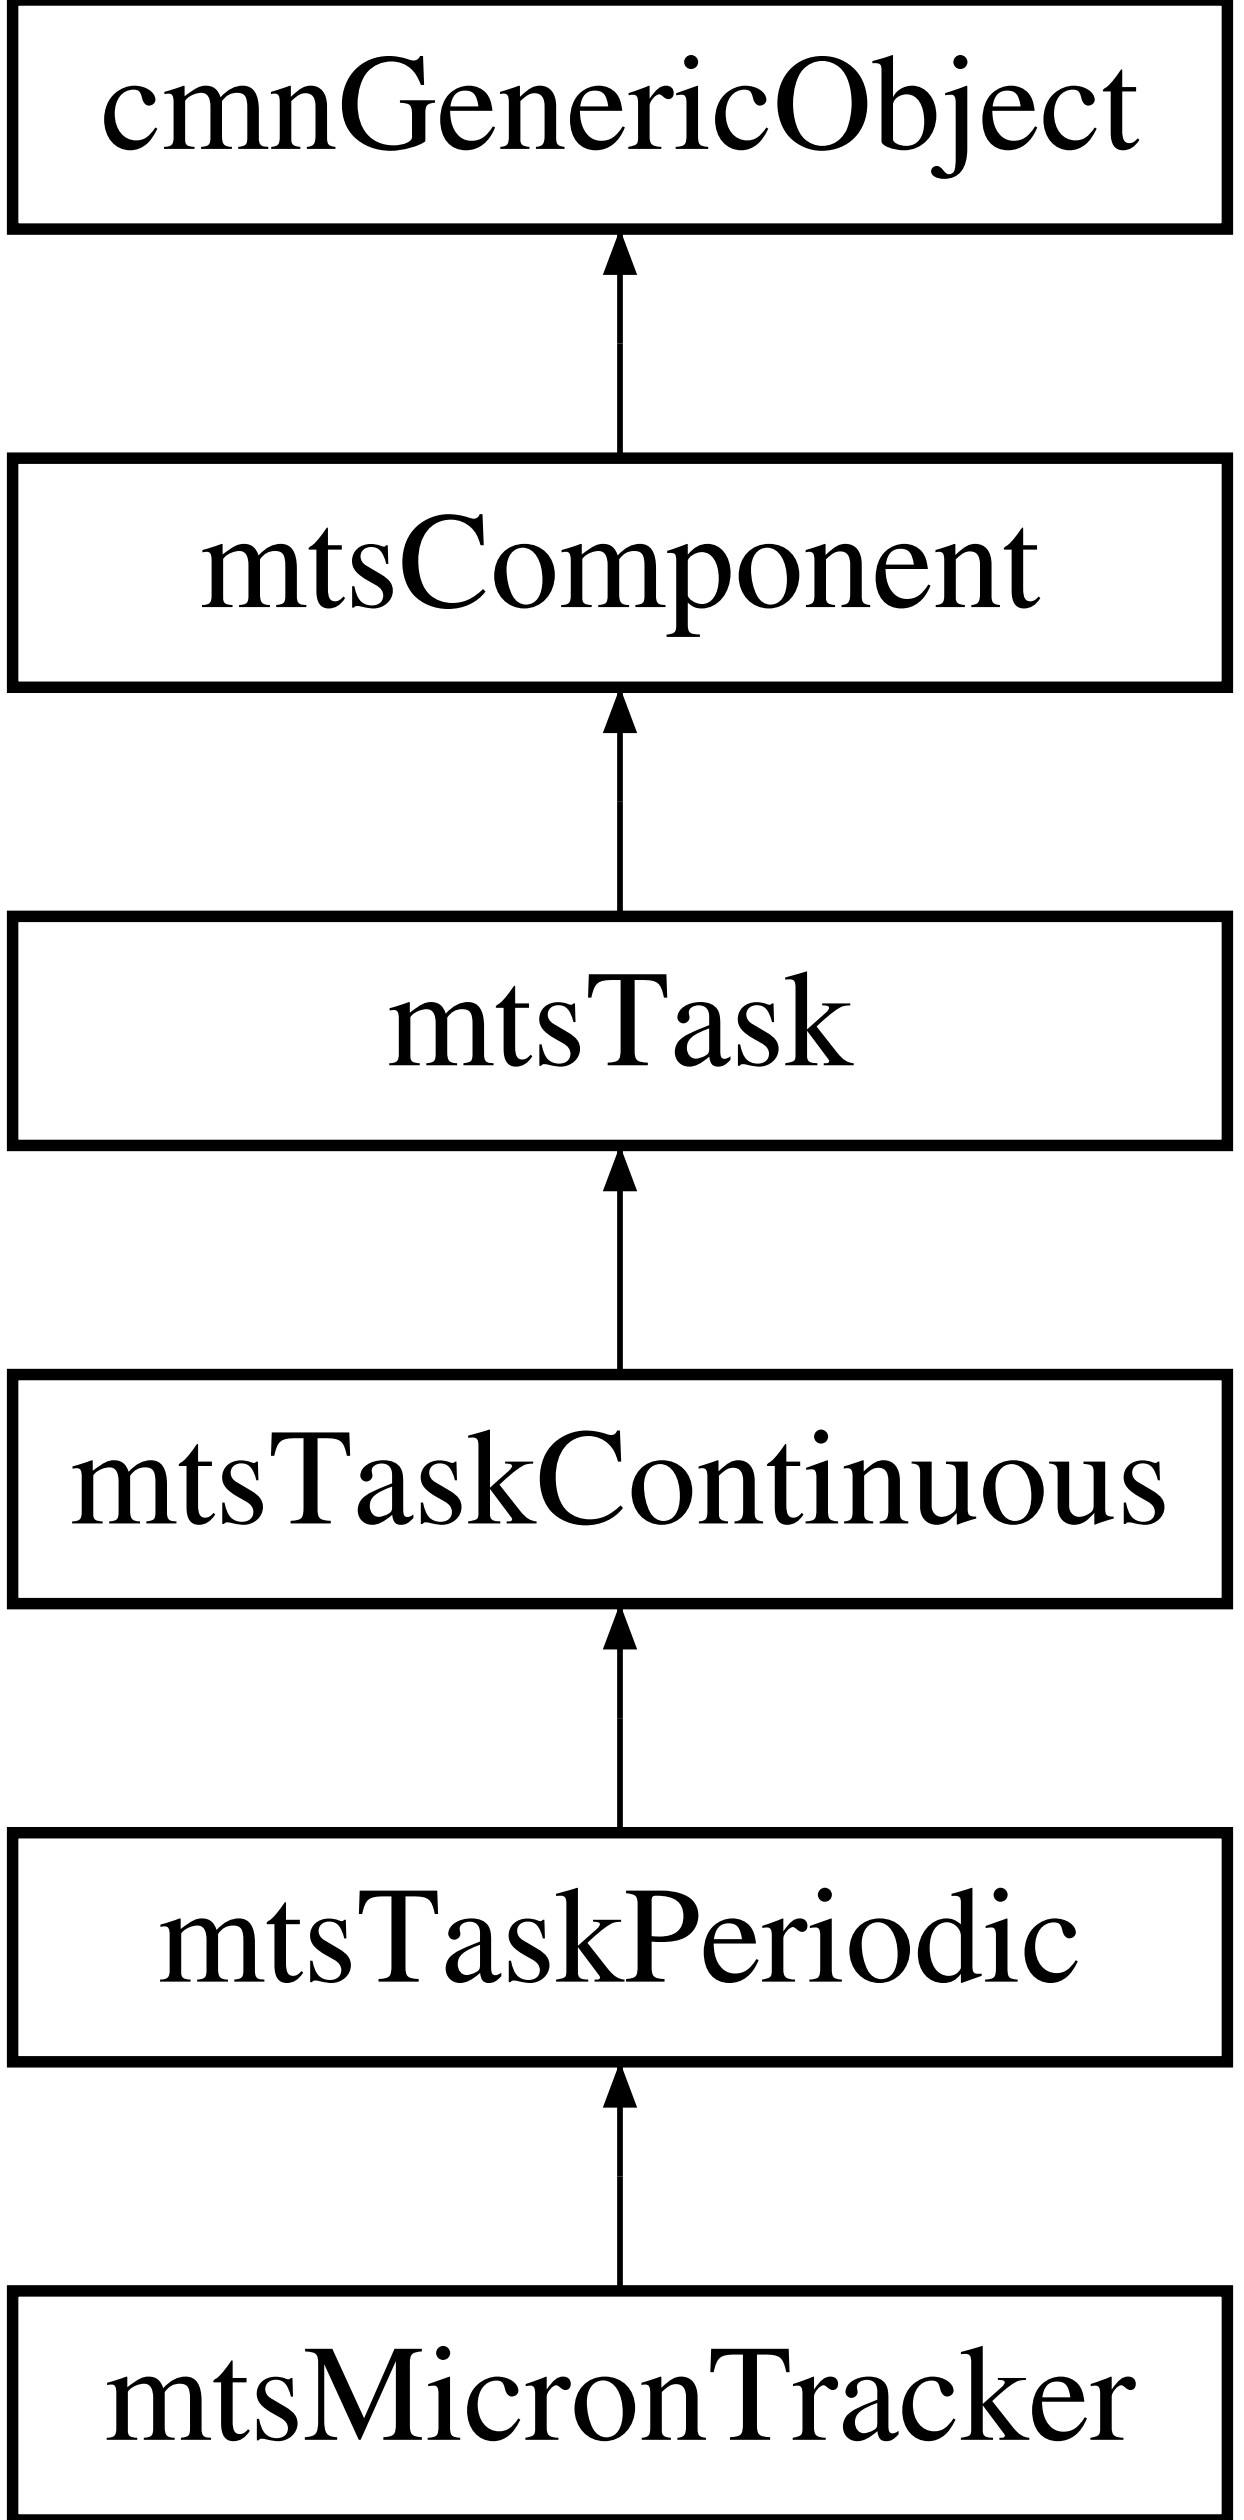 cmnGenericObject
mtsComponent
mtsTask
mtsTaskContinuous
mtsTaskPeriodic
mtsMicronTracker